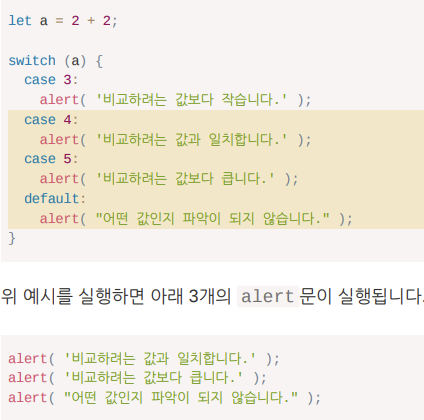 let a = 2 + 2;
switch (a) {
  case 3:
    alert( '비교하려는 값보다 작습니다.' );
  case 4:
    alert( '비교하려는 값과 일치합니다.' );
  case 5:
    alert( '비교하려는 값보다 큽니다.' );
  default:
    alert( "어떤 값인지 파악이 되지 않습니다." );
}
위 예시를 실행하면 아래 3개의 alert문이 실행됩니다.
alert( '비교하려는 값과 일치합니다.' );
alert( '비교하려는 값보다 큽니다.' );
alert( "어떤 값인지 파악이 되지 않습니다." );